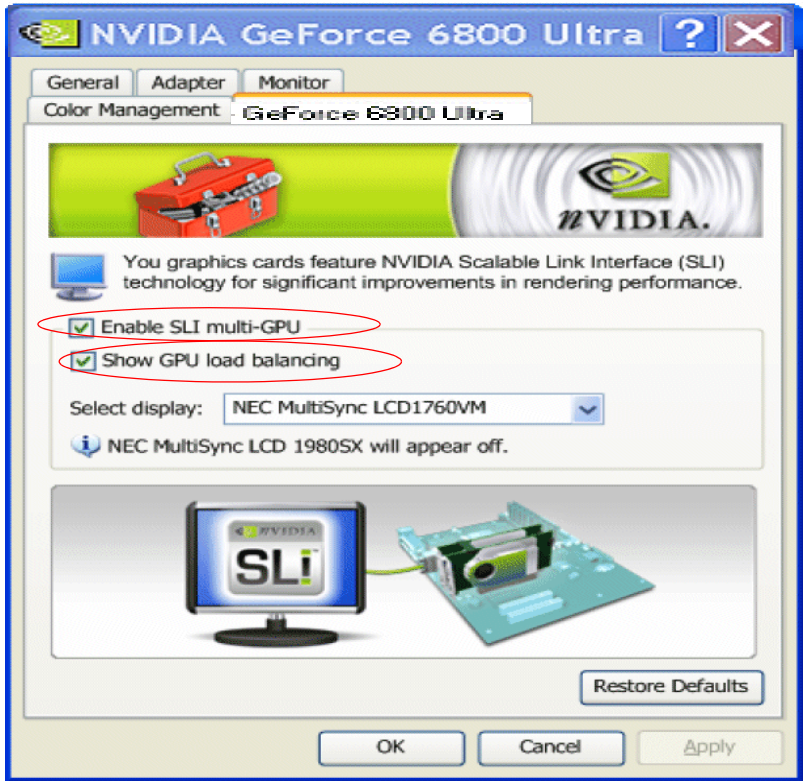 NVIDIA GeForce 6800 Ultra
General Adapter Monitor
Color Management GeForce 6800 Ultra
nVIDIA.
You graphics cards feature NVIDIA Scalable Link Interface (SLI)
technology for significant improvements in rendering performance.
Enable SLI multi-GPU
Show GPU load balancing
Select display: NEC MultiSync LCD1760VM
NEC MultiSync LCD 1980SX will appear off.
nVIDIA
SLI
Restore Defaults
OK Cancel Apply